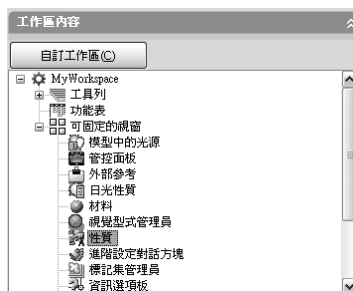 工作區內容
自訂工作區(C)
MyWorkspace
工具列
功能表
可固定的視窗
模型中的光源
管控面板
外部參考
日光性質
材料
視覺型式管理員
性質
進階設定對話方塊
標記集管理員
資訊選項板